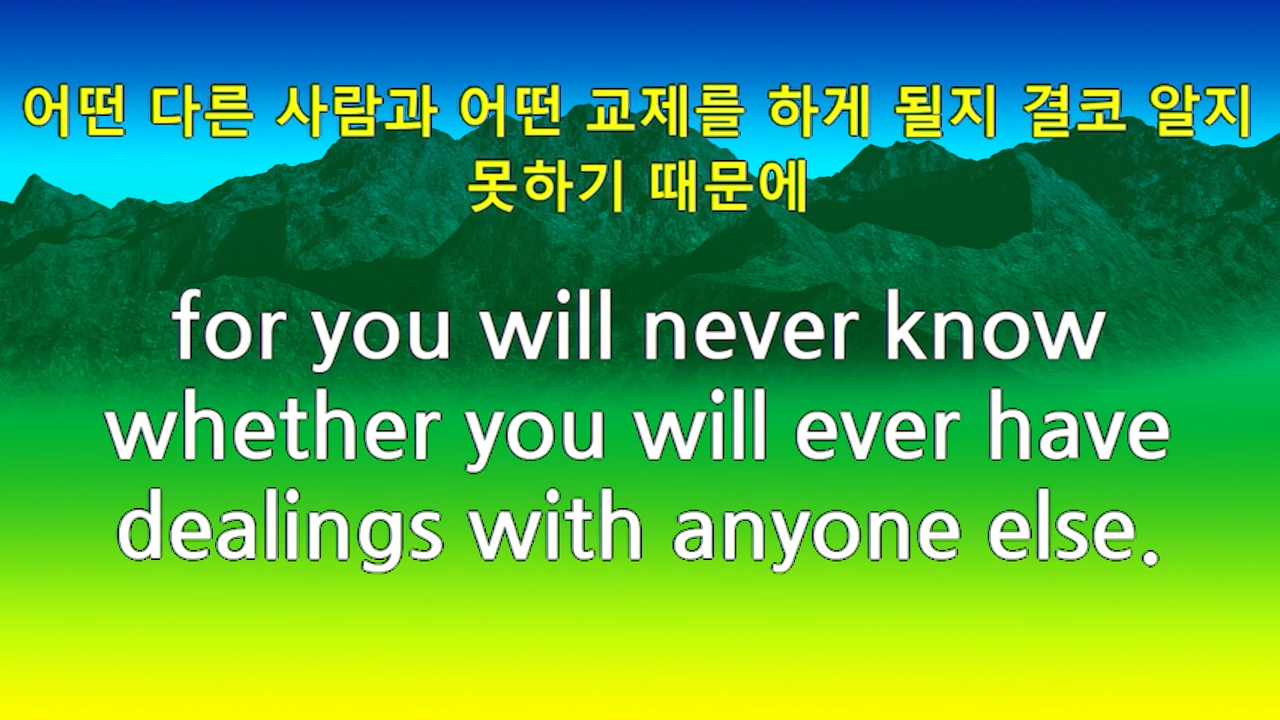 어떤 다른 사람과 어떤 교제를 하게 될지 결코 알지
못하기 때문에
for you will never know
whether you will ever have
dealings with anyone else.